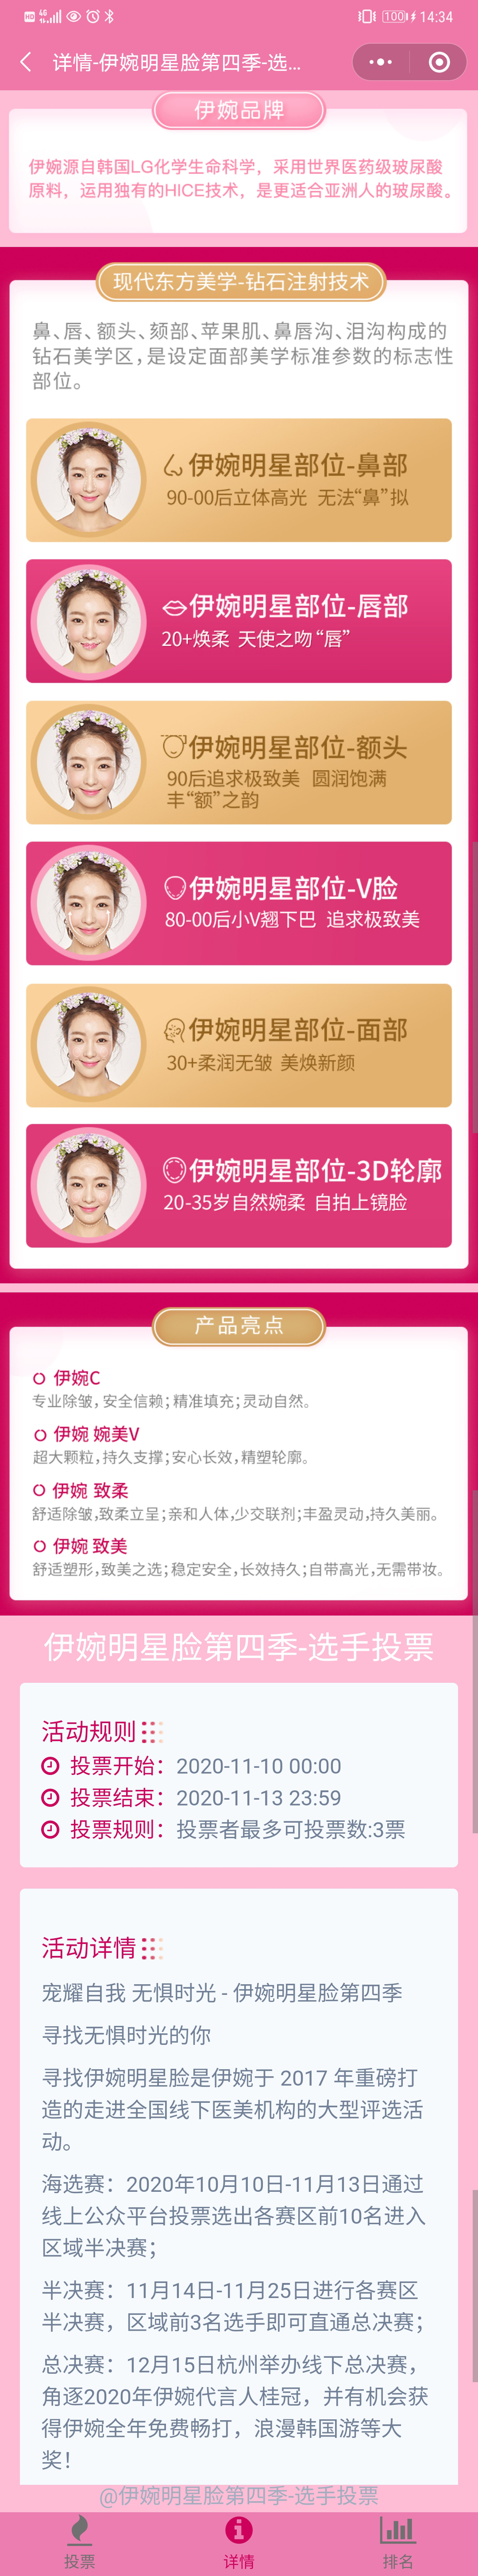 HD 4G 100 14:34
详情-伊婉明星脸第四季-选...
伊婉品牌
伊婉源自韩国LG化学生命科学，采用世界医药级玻尿酸
原料，运用独有的HICE技术，是更适合亚洲人的玻尿酸。
现代东方美学-钻石注射技术
鼻、唇、额头、颏部、苹果肌、鼻唇沟、泪沟构成的
钻石美学区，是设定面部美学标准参数的标志性
部位。
伊婉明星部位-鼻部
90-00后立体高光 无法“鼻”拟
伊婉明星部位-唇部
20+焕柔 天使之吻“唇”
伊婉明星部位-额头
90后追求极致美 圆润饱满
丰“额”之韵
伊婉明星部位-V脸
80-00后小V翘下巴 追求极致美
伊婉明星部位-面部
30+柔润无皱 美焕新颜
伊婉明星部位-3D轮廓
20-35岁自然婉柔 自拍上镜脸
产品亮点
伊婉C
专业除皱，安全信赖；精准填充；灵动自然。
伊婉 婉美V
超大颗粒，持久支撑；安心长效，精塑轮廓。
伊婉 致柔
舒适除皱，致柔立呈；亲和人体，少交联剂；丰盈灵动，持久美丽。
伊婉 致美
舒适塑形，致美之选；稳定安全，长效持久；自带高光，无需带妆。
伊婉明星脸第四季-选手投票
活动规则
投票开始：2020-11-10 00:00
投票结束：2020-11-13 23:59
投票规则：投票者最多可投票数:3票
活动详情
宠耀自我 无惧时光 - 伊婉明星脸第四季
寻找无惧时光的你
寻找伊婉明星脸是伊婉于 2017 年重磅打
造的走进全国线下医美机构的大型评选活
动。
海选赛：2020年10月10日-11月13日通过
线上公众平台投票选出各赛区前10名进入
区域半决赛；
半决赛：11月14日-11月25日进行各赛区
半决赛，区域前3名选手即可直通总决赛；
总决赛：12月15日杭州举办线下总决赛，
角逐2020年伊婉代言人桂冠，并有机会获
得伊婉全年免费畅打，浪漫韩国游等大
奖！
@伊婉明星脸第四季-选手投票
投票 详情 排名